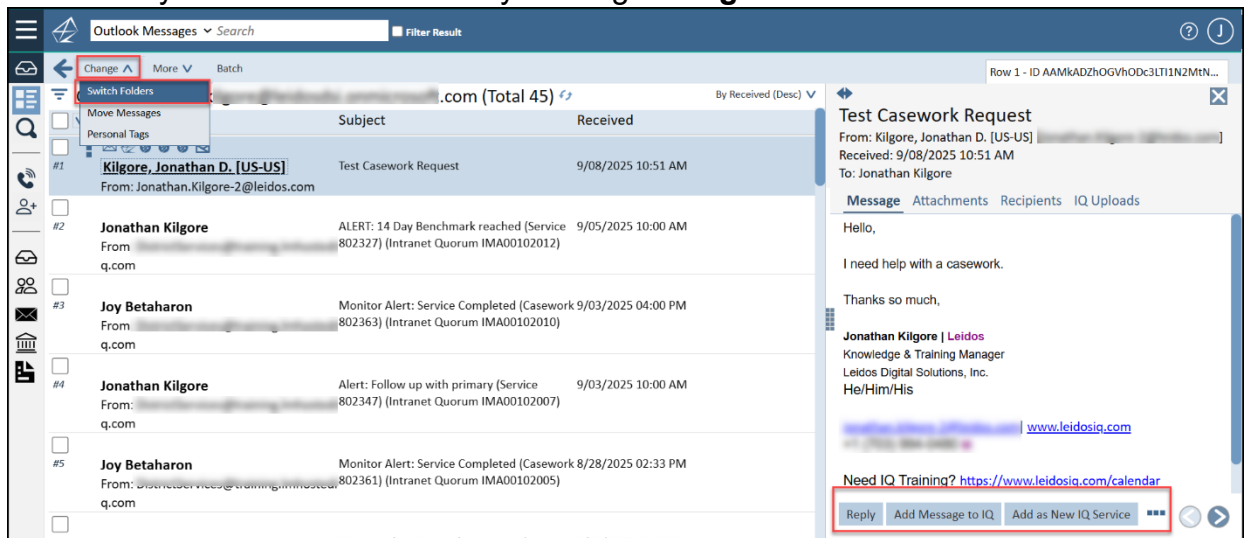 Outlook Messages Search
Filter Result
?
J
Change More Batch
Row 1 - ID AAMkADZhOGVhODc3LTI1N2MtN...
Switch Folders
Move Messages
Personal Tags
.com (Total 45)
By Received (Desc)
Subject Received
#1
Kilgore, Jonathan D. [US-US] Test Casework Request 9/08/2025 10:51 AM
From: Jonathan.Kilgore-2@leidos.com
#2
Jonathan Kilgore ALERT: 14 Day Benchmark reached (Service 9/05/2025 10:00 AM
From 802327) (Intranet Quorum IMA00102012)
q.com
#3
Joy Betaharon Monitor Alert: Service Completed (Casework 9/03/2025 04:00 PM
From 802363) (Intranet Quorum IMA00102010)
q.com
#4
Jonathan Kilgore Alert: Follow up with primary (Service 9/03/2025 10:00 AM
From: 802347) (Intranet Quorum IMA00102007)
q.com
#5
Joy Betaharon Monitor Alert: Service Completed (Casework 8/28/2025 02:33 PM
From: 802361) (Intranet Quorum IMA00102005)
q.com
Test Casework Request
From: Kilgore, Jonathan D. [US-US]
Received: 9/08/2025 10:51 AM
To: Jonathan Kilgore
Message Attachments Recipients IQ Uploads
Hello,
I need help with a casework.
Thanks so much,
Jonathan Kilgore | Leidos
Knowledge & Training Manager
Leidos Digital Solutions, Inc.
He/Him/His
| www.leidosiq.com
Need IQ Training? https://www.leidosiq.com/calendar
Reply Add Message to IQ Add as New IQ Service